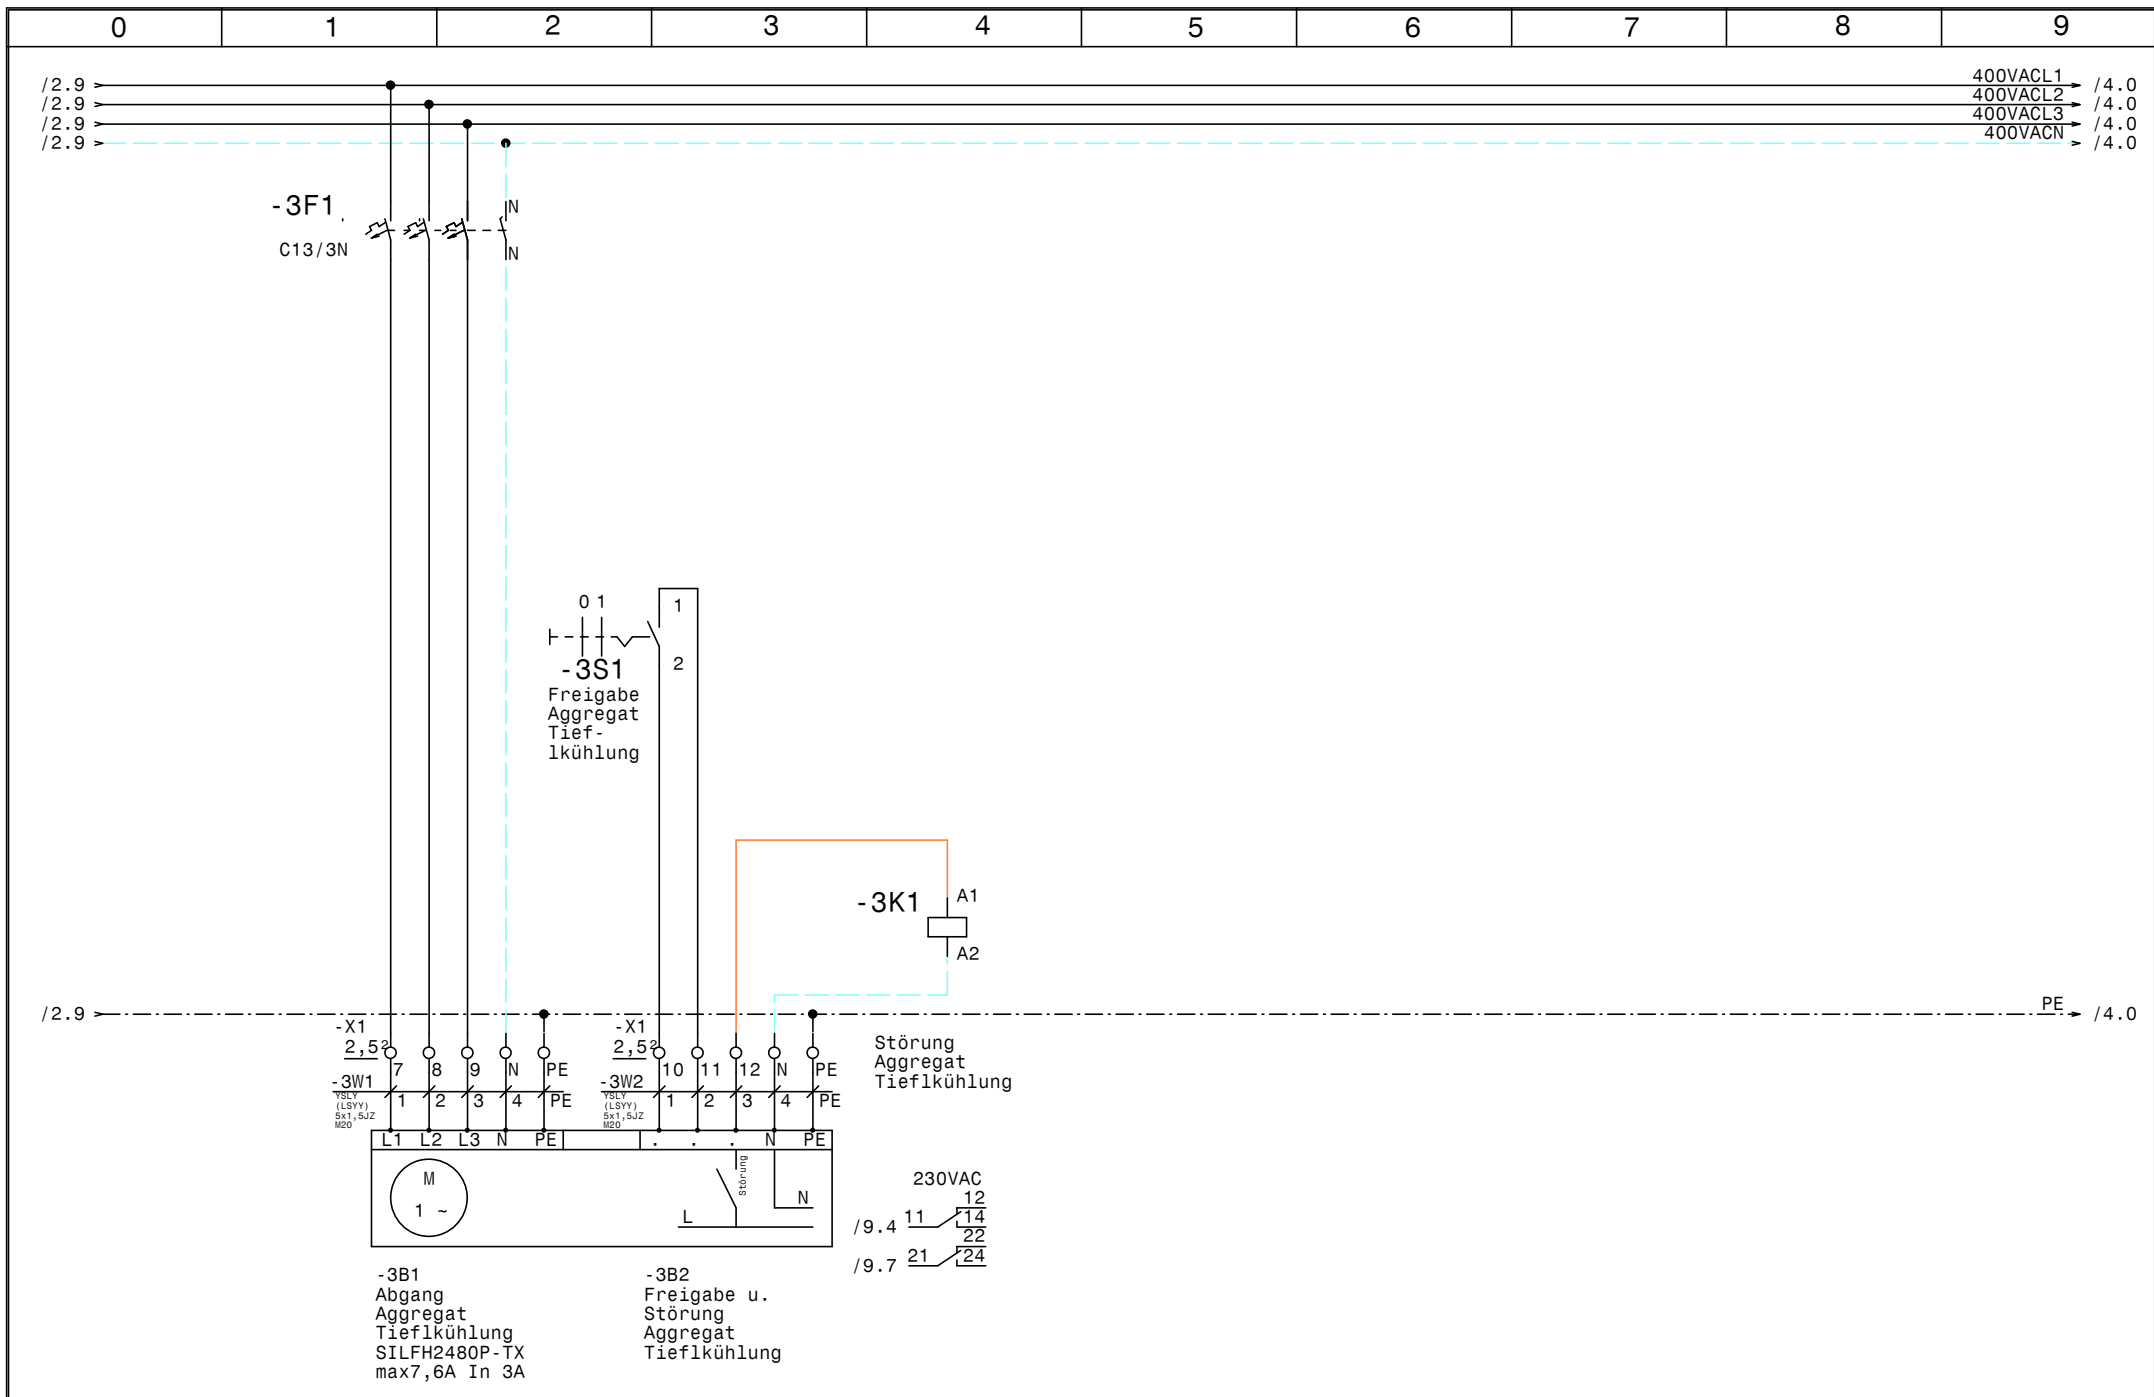 0 1 2 3 4 5 6 7 8 9
/2.9 400VACL1 /4.0
/2.9 400VACL2 /4.0
/2.9 400VACL3 /4.0
/2.9 400VACN /4.0
-3F1
C13/3N
N
N
0 1
1
2
-3S1
Freigabe
Aggregat
Tief-
lkühlung
-3K1
A1
A2
/2.9 PE /4.0
-X1
2,5²
7 8 9 N PE
-3W1
YSLY
(LSYY)
5x1,5JZ
M20
1 2 3 4 PE
-X1
2,5²
10 11 12 N PE
-3W2
YSLY
(LSYY)
5x1,5JZ
M20
1 2 3 4 PE
Störung
Aggregat
Tieflkühlung
L1 L2 L3 N PE . . . N PE
M
1 ~
Störung
L
N
230VAC
12
/9.4 11 14
22
/9.7 21 24
-3B1
Abgang
Aggregat
Tieflkühlung
SILFH2480P-TX
max7,6A In 3A
-3B2
Freigabe u.
Störung
Aggregat
Tieflkühlung